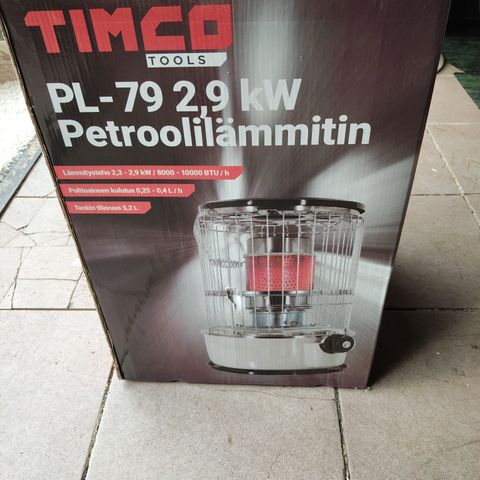 TIMCO
TOOLS
PL-79 2,9 kW
Petroolilämmitin
Lämmitysteho 2,3 - 2,9 kW / 8000 - 10000 BTU / h
Polttoaineen kulutus 0,25 - 0,4 L / h
Tankin tilavuus 5,2 L